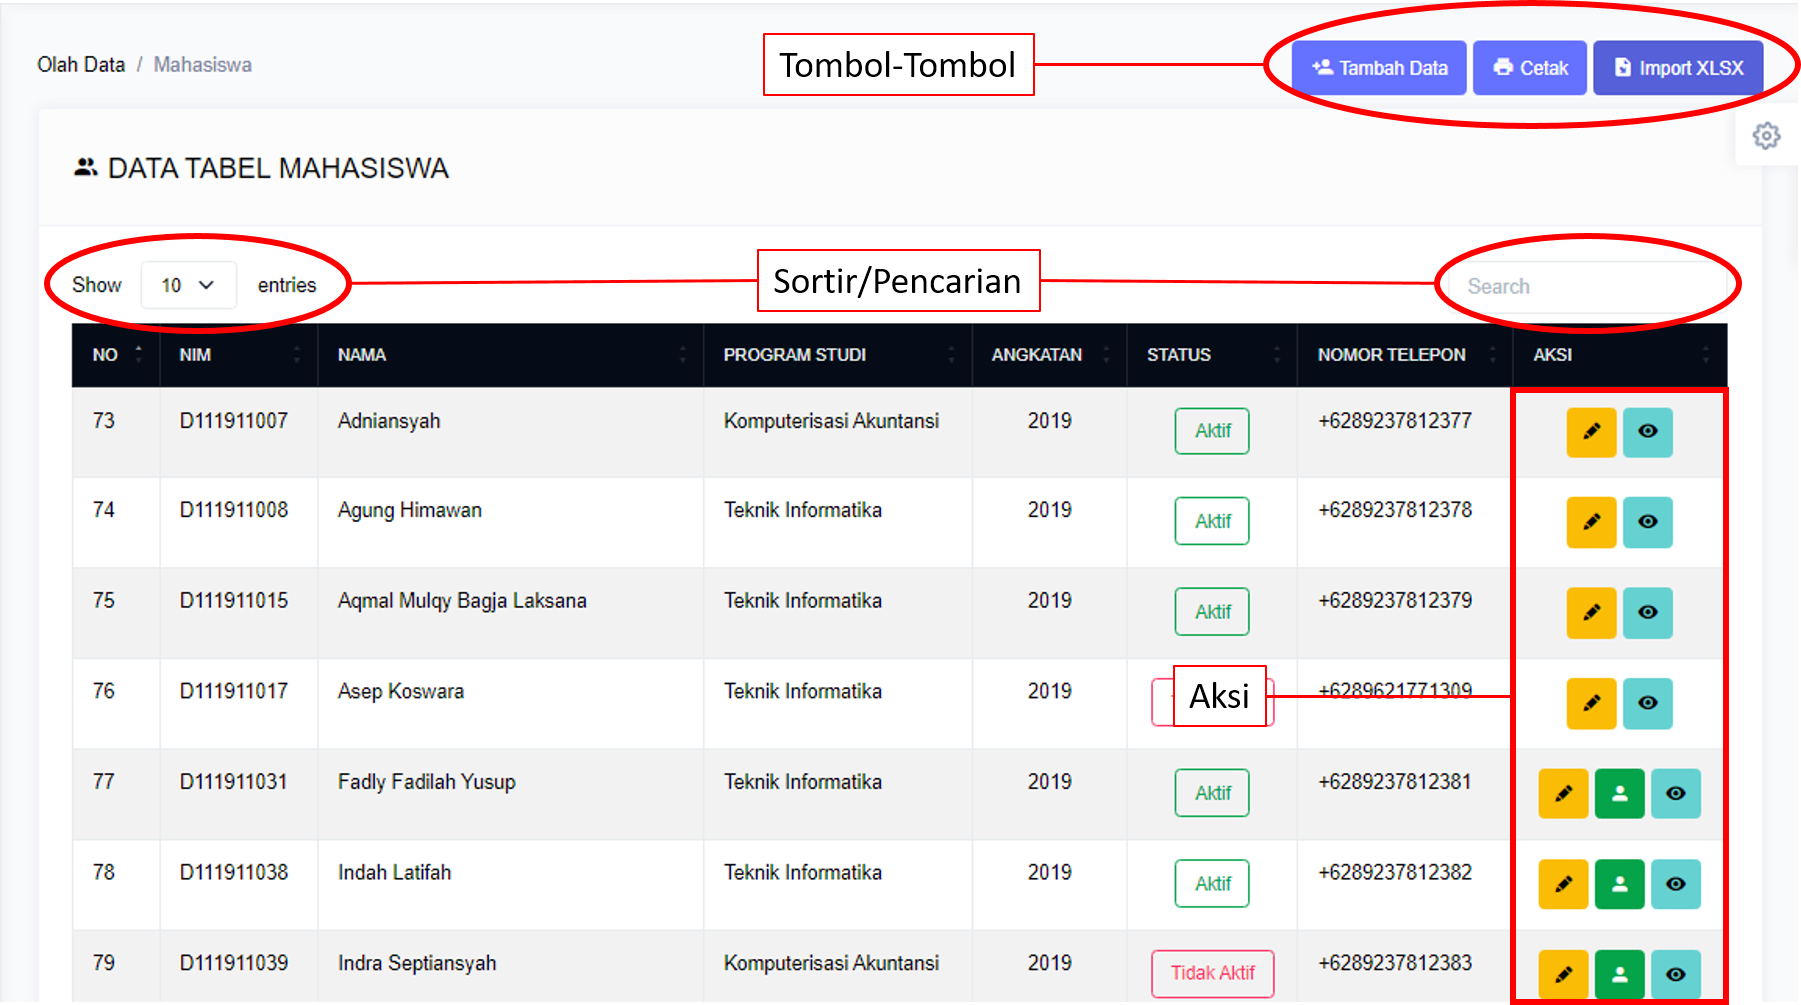 Olah Data / Mahasiswa
Tombol-Tombol
Tambah Data
Cetak
Import XLSX
DATA TABEL MAHASISWA
Show 10 entries
Sortir/Pencarian
Search
NO NIM NAMA PROGRAM STUDI ANGKATAN STATUS NOMOR TELEPON AKSI
73 D111911007 Adniansyah Komputerisasi Akuntansi 2019 Aktif +6289237812377
74 D111911008 Agung Himawan Teknik Informatika 2019 Aktif +6289237812378
75 D111911015 Aqmal Mulqy Bagja Laksana Teknik Informatika 2019 Aktif +6289237812379
76 D111911017 Asep Koswara Teknik Informatika 2019 +6289621771309
Aksi
77 D111911031 Fadly Fadilah Yusup Teknik Informatika 2019 Aktif +6289237812381
78 D111911038 Indah Latifah Teknik Informatika 2019 Aktif +6289237812382
79 D111911039 Indra Septiansyah Komputerisasi Akuntansi 2019 Tidak Aktif +6289237812383